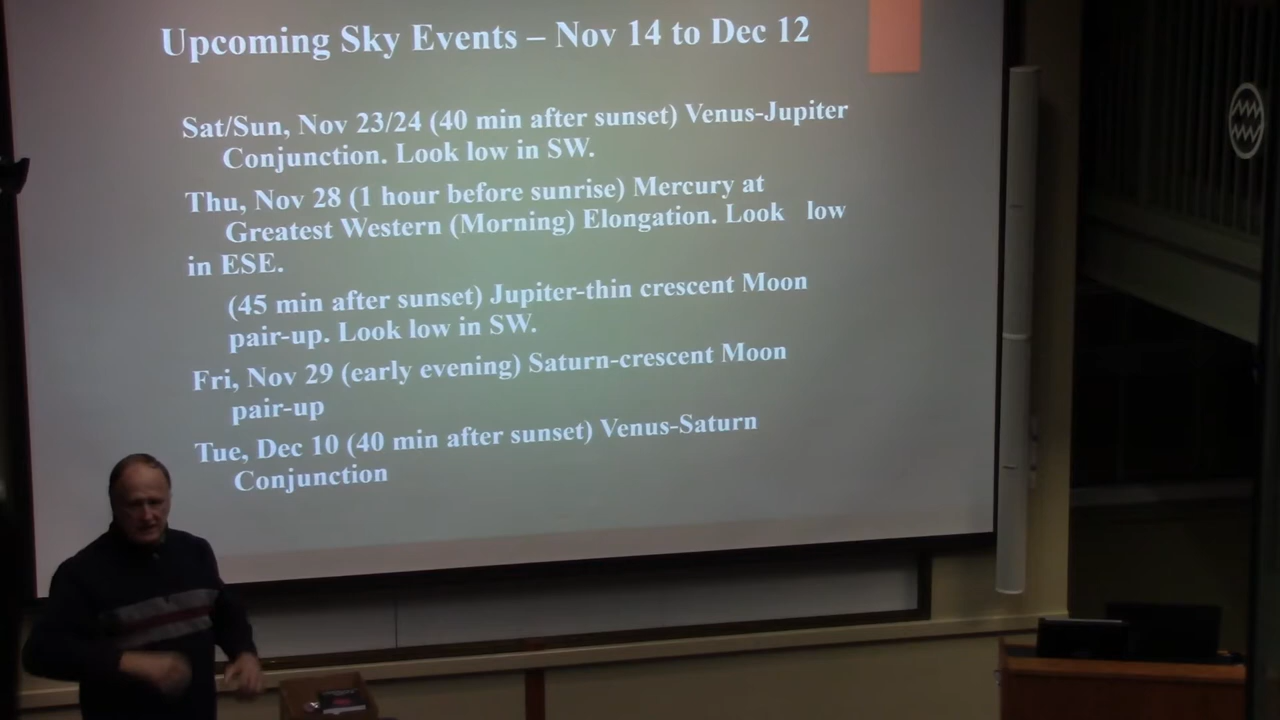 Upcoming Sky Events – Nov 14 to Dec 12
Sat/Sun, Nov 23/24 (40 min after sunset) Venus-Jupiter
Conjunction. Look low in SW.
Thu, Nov 28 (1 hour before sunrise) Mercury at
Greatest Western (Morning) Elongation. Look low
in ESE.
(45 min after sunset) Jupiter-thin crescent Moon
pair-up. Look low in SW.
Fri, Nov 29 (early evening) Saturn-crescent Moon
pair-up
Tue, Dec 10 (40 min after sunset) Venus-Saturn
Conjunction